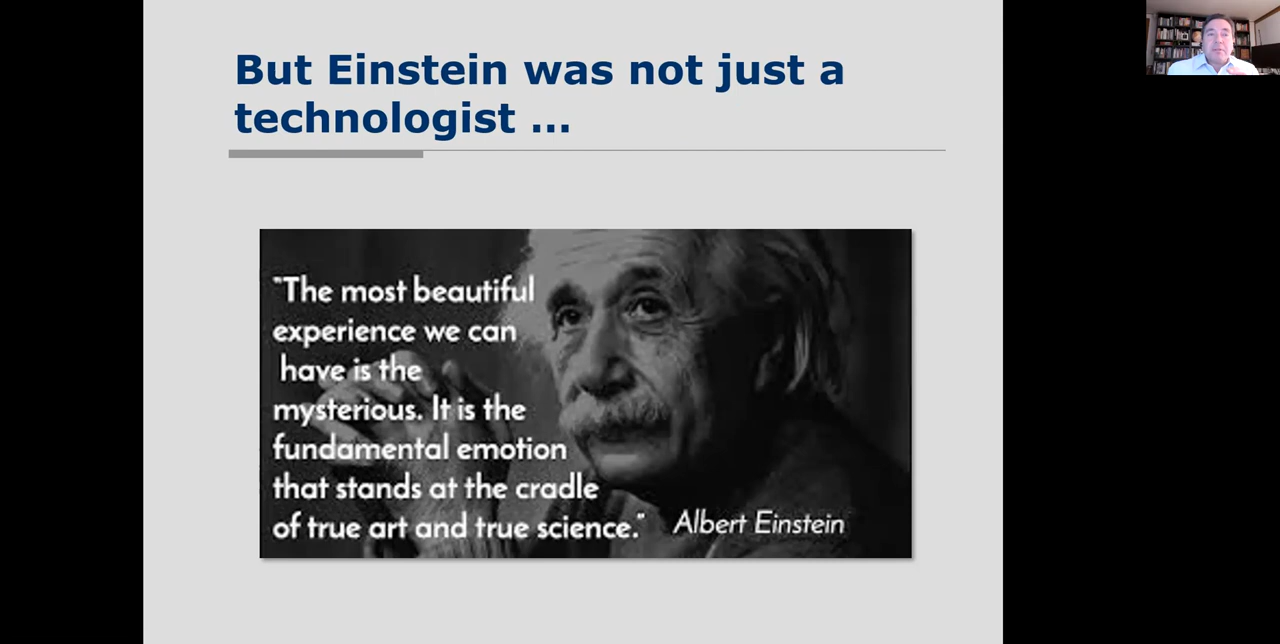 But Einstein was not just a
technologist ...
"The most beautiful
experience we can
have is the
mysterious. It is the
fundamental emotion
that stands at the cradle
of true art and true science."
Albert Einstein